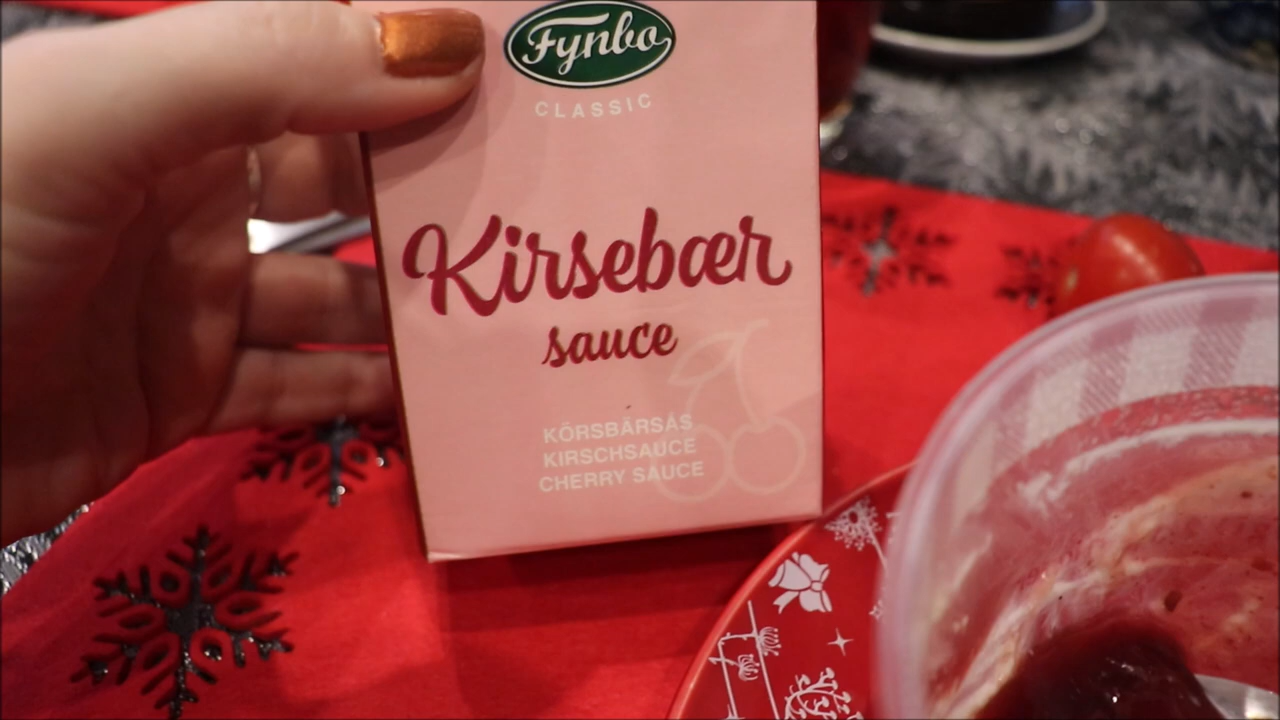 Fynbo
CLASSIC
Kirsebær
sauce
KÖRSBÄRSÅS
KIRSCHSAUCE
CHERRY SAUCE